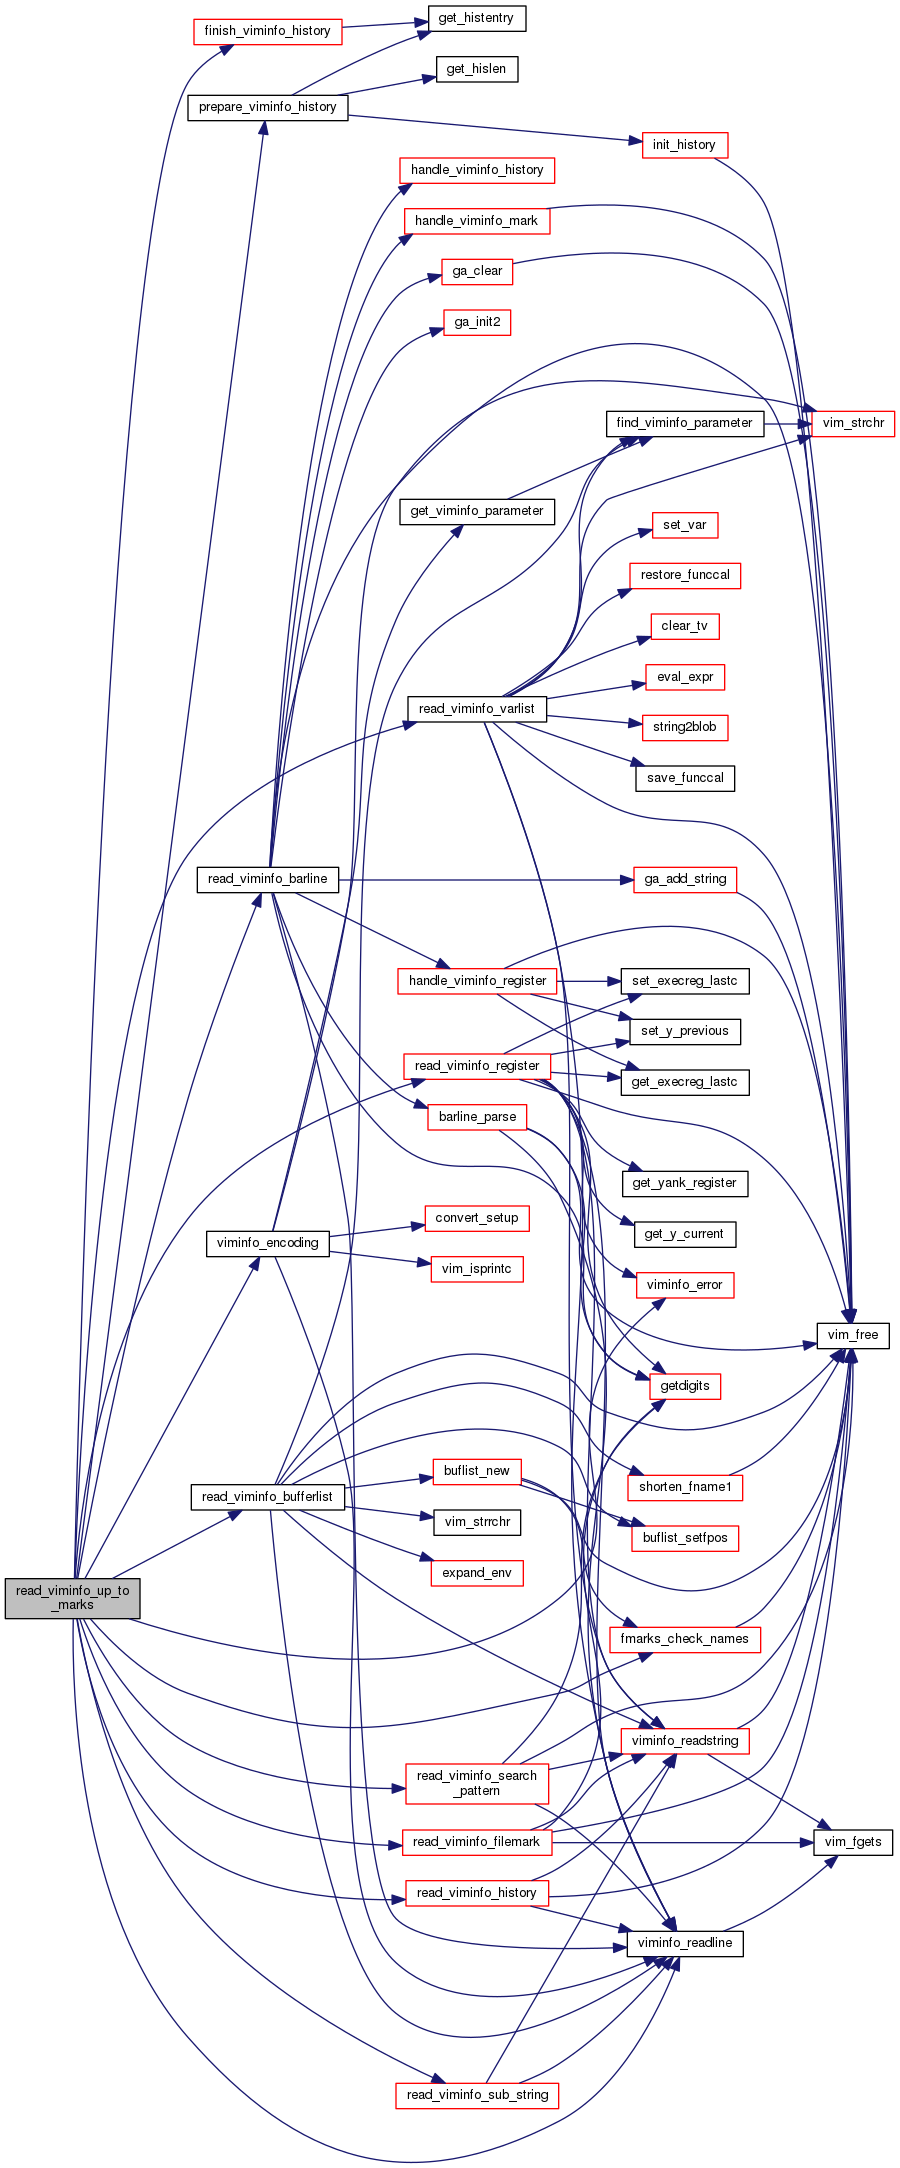 finish_viminfo_history
get_histentry
get_hislen
prepare_viminfo_history
init_history
handle_viminfo_history
handle_viminfo_mark
ga_clear
ga_init2
find_viminfo_parameter
vim_strchr
get_viminfo_parameter
set_var
restore_funccal
clear_tv
eval_expr
read_viminfo_varlist
string2blob
save_funccal
read_viminfo_barline
ga_add_string
handle_viminfo_register
set_execreg_lastc
set_y_previous
read_viminfo_register
get_execreg_lastc
barline_parse
get_yank_register
convert_setup
get_y_current
viminfo_encoding
vim_isprintc
viminfo_error
vim_free
getdigits
buflist_new
shorten_fname1
read_viminfo_bufferlist
vim_strrchr
buflist_setfpos
expand_env
read_viminfo_up_to
_marks
fmarks_check_names
viminfo_readstring
read_viminfo_search
_pattern
read_viminfo_filemark
vim_fgets
read_viminfo_history
viminfo_readline
read_viminfo_sub_string